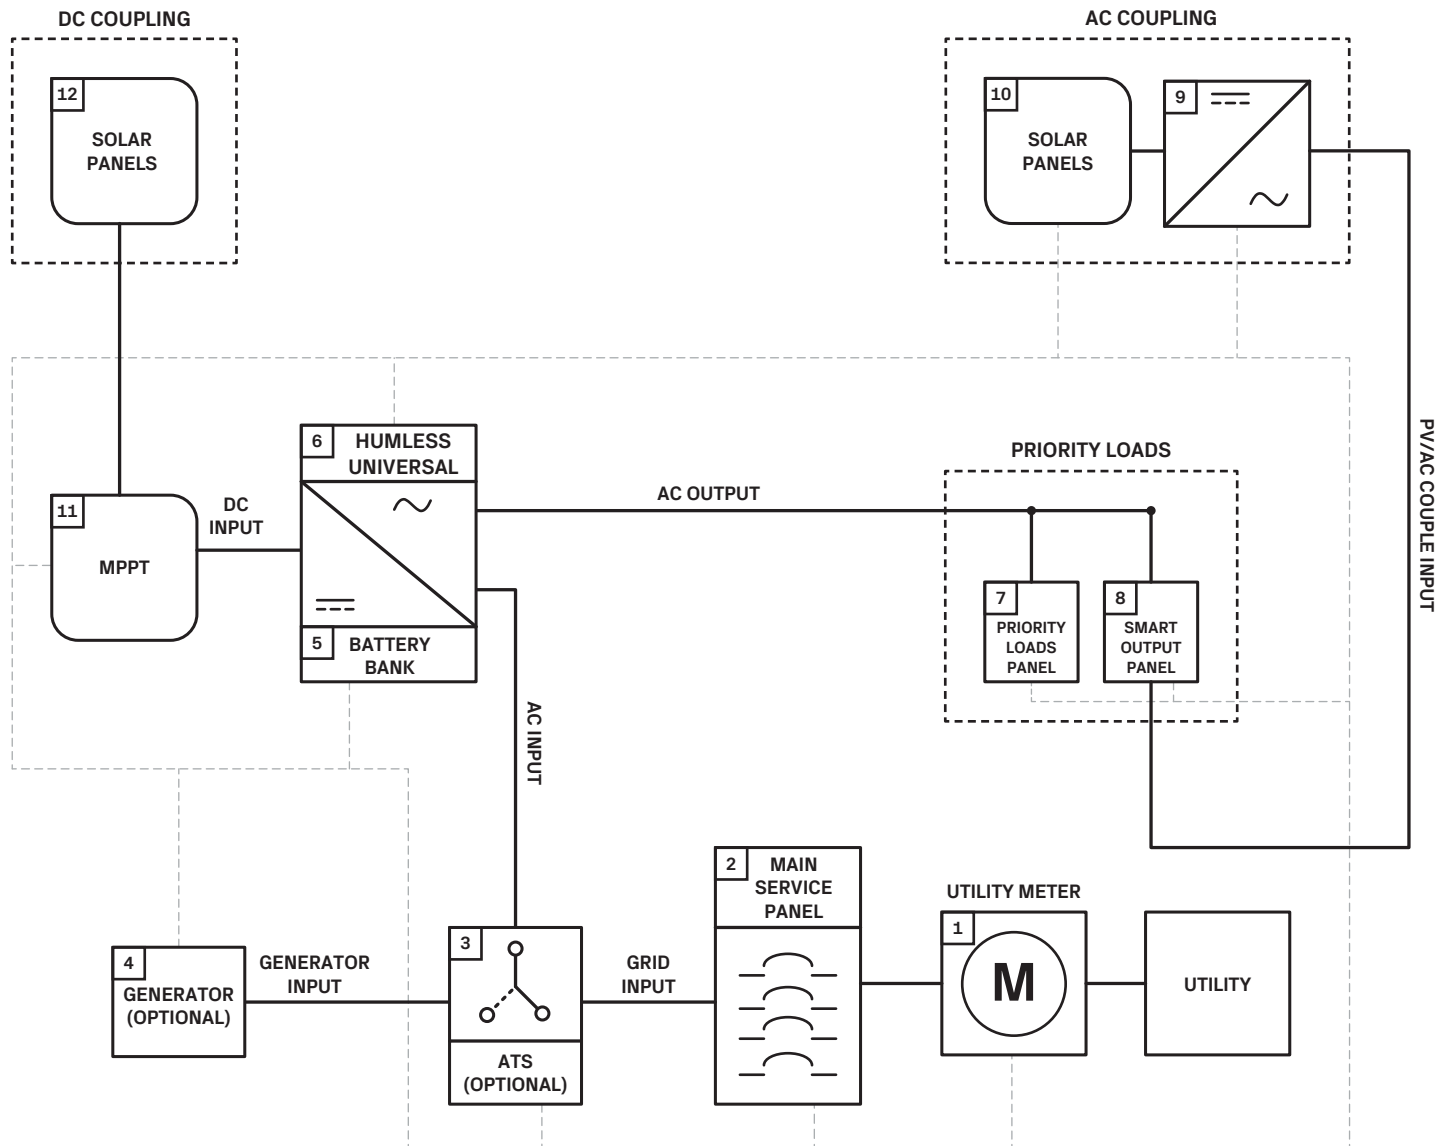 DC COUPLING
AC COUPLING
12
SOLAR
PANELS
10
SOLAR
PANELS
9
6
HUMLESS
UNIVERSAL
5
BATTERY
BANK
11
MPPT
DC
INPUT
AC OUTPUT
PRIORITY LOADS
7
PRIORITY
LOADS
PANEL
8
SMART
OUTPUT
PANEL
PV/AC COUPLE INPUT
AC INPUT
4
GENERATOR
(OPTIONAL)
GENERATOR
INPUT
3
ATS
(OPTIONAL)
GRID
INPUT
2
MAIN
SERVICE
PANEL
UTILITY METER
1
M
UTILITY